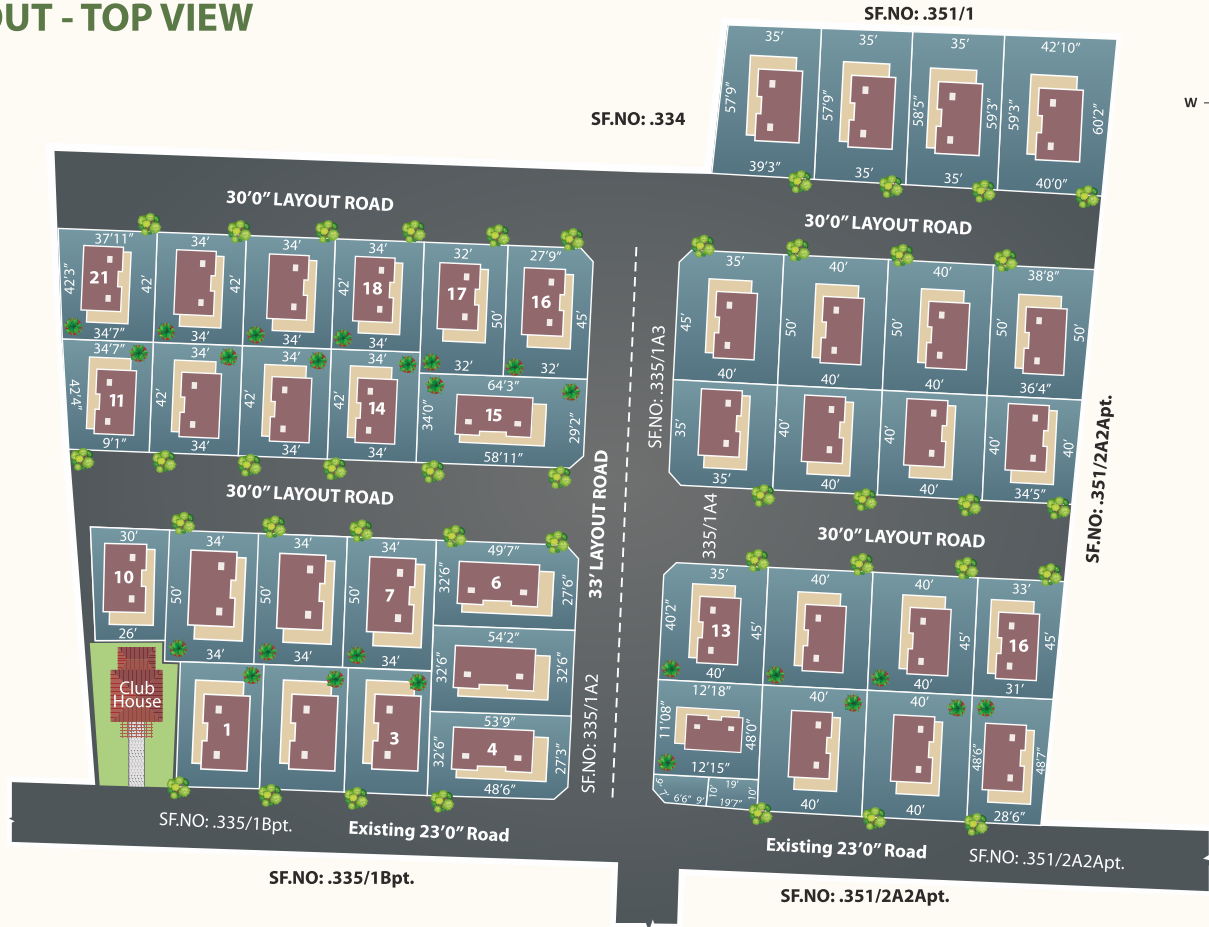 OUT - TOP VIEW
SF.NO: .351/1
W
SF.NO: .334
35’ 35’ 35’ 42’10”
57’9” 57’9” 58’5” 59’3” 59’3” 60’2”
39’3” 35’ 35’ 40’0”
30’0” LAYOUT ROAD
30’0” LAYOUT ROAD
37’11” 34’ 34’ 34’ 32’ 27’9”
42’3” 21 42’ 42’ 42’ 18 17 50’ 16 45’
34’7” 34’ 34’ 34’ 32’ 32’
34’7” 34’ 34’ 34’ 64’3”
42’4” 11 42’ 42’ 14 34’0” 15 29’2”
9’1” 34’ 34’ 34’ 58’11”
35’ 40’ 40’ 38’8”
45’ 50’ 50’ 50’ 50’
40’ 40’ 40’ 36’4”
35’ 40’ 40’ 40’ 40’
35’ 40’ 40’ 34’5”
SF.NO: .335/1A3
33’ LAYOUT ROAD
335/1A4
SF.NO: 335/1A2
SF.NO: .351/2A2Apt.
30’0” LAYOUT ROAD
30’0” LAYOUT ROAD
30’ 34’ 34’ 34’ 49’7”
10 50’ 50’ 50’ 7 32’6” 6 27’6”
26’ 34’ 34’ 34’ 54’2”
32’6” 32’6”
Club
House
1 3 53’9”
32’6” 4 27’3”
48’6”
35’ 40’ 40’ 33’
40’2” 13 45’ 45’ 16 45’
40’ 40’ 40’ 31’
12’18” 40’ 40’
11’08” 48’0” 48’6” 48’7”
12’15” 40’ 40’ 28’6”
6’ 7’ 6’6” 9’ 10’ 19’ 10’
19’7”
SF.NO: .335/1Bpt.
Existing 23’0” Road
Existing 23’0” Road
SF.NO: .351/2A2Apt.
SF.NO: .335/1Bpt.
SF.NO: .351/2A2Apt.